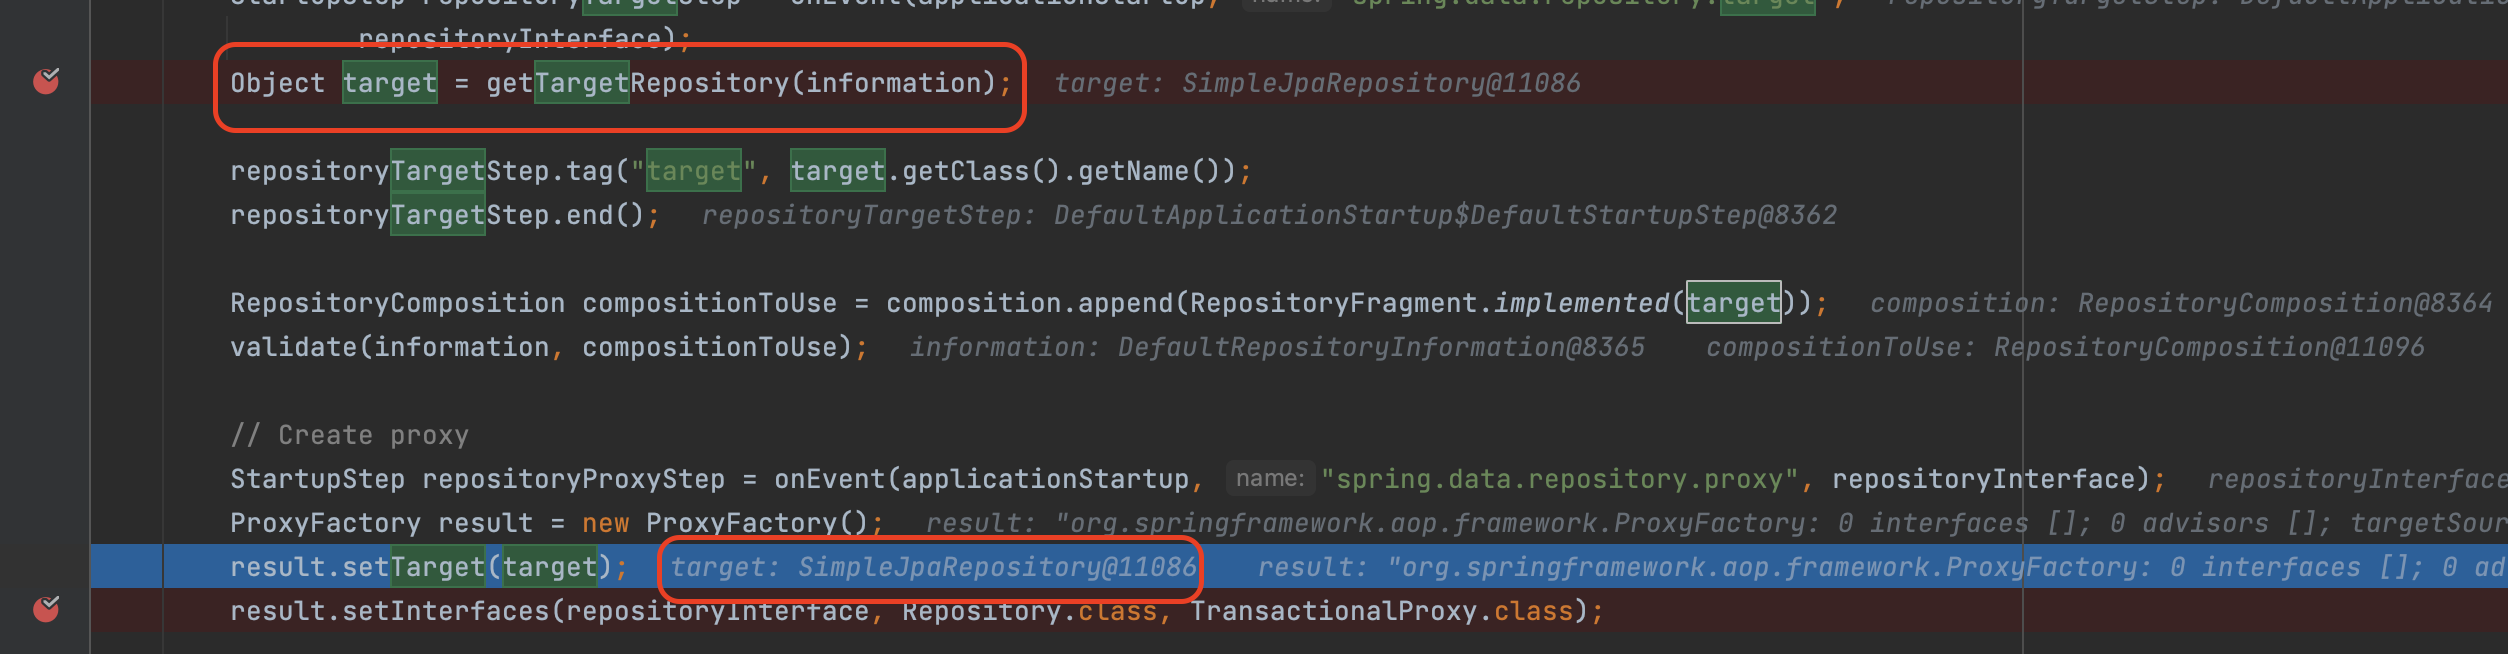 repositoryInterface);
Object target = getTargetRepository(information); target: SimpleJpaRepository@11086
repositoryTargetStep.tag("target", target.getClass().getName());
repositoryTargetStep.end(); repositoryTargetStep: DefaultApplicationStartup$DefaultStartupStep@8362
RepositoryComposition compositionToUse = composition.append(RepositoryFragment.implemented(target)); composition: RepositoryComposition@8364
validate(information, compositionToUse); information: DefaultRepositoryInformation@8365 compositionToUse: RepositoryComposition@11096
// Create proxy
StartupStep repositoryProxyStep = onEvent(applicationStartup, name: "spring.data.repository.proxy", repositoryInterface); repositoryInterface
ProxyFactory result = new ProxyFactory(); result: "org.springframework.aop.framework.ProxyFactory: 0 interfaces []; 0 advisors []; targetSour
result.setTarget(target); target: SimpleJpaRepository@11086 result: "org.springframework.aop.framework.ProxyFactory: 0 interfaces []; 0 ad
result.setInterfaces(repositoryInterface, Repository.class, TransactionalProxy.class);